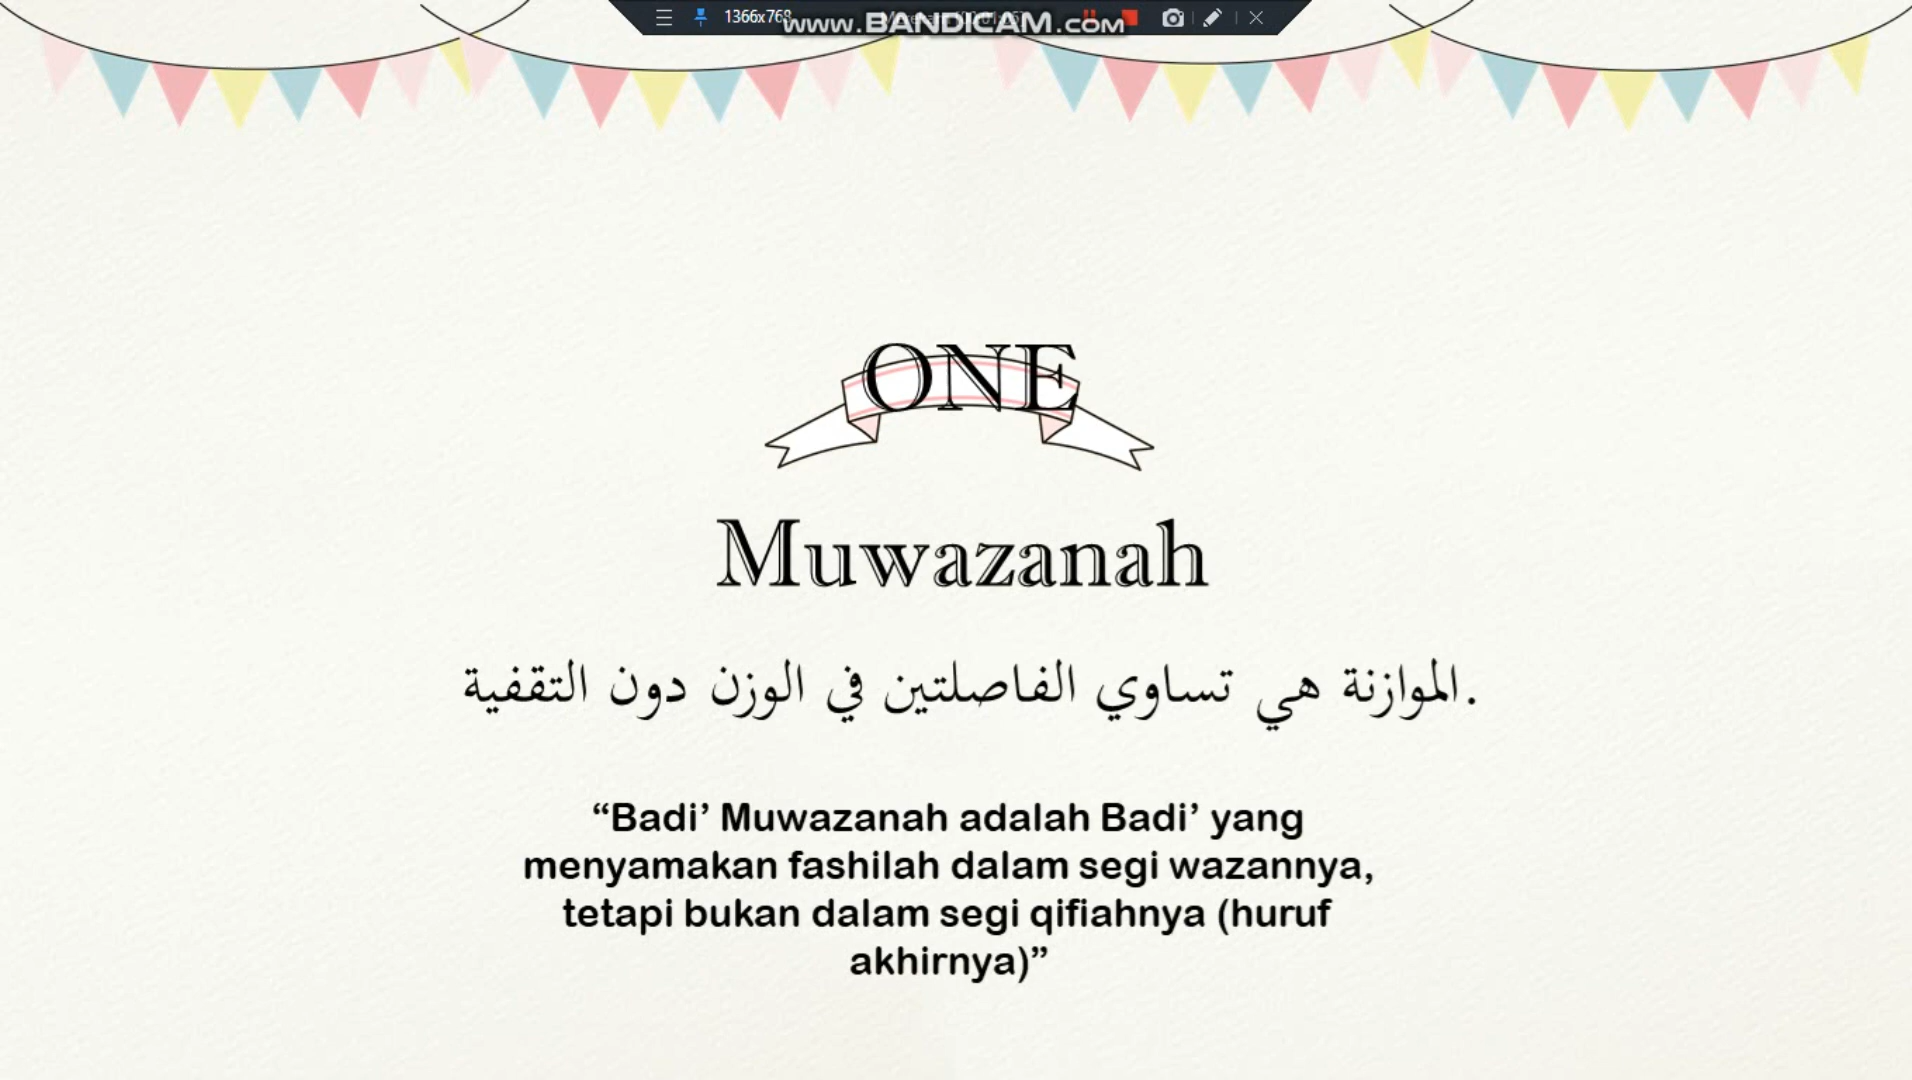 1366x768
www.BANDICAM.com
ONE
Muwazanah
الموازنة هي تساوي الفاصلتين في الوزن دون التقفية.
“Badi’ Muwazanah adalah Badi’ yang
menyamakan fashilah dalam segi wazannya,
tetapi bukan dalam segi qifiahnya (huruf
akhirnya)”